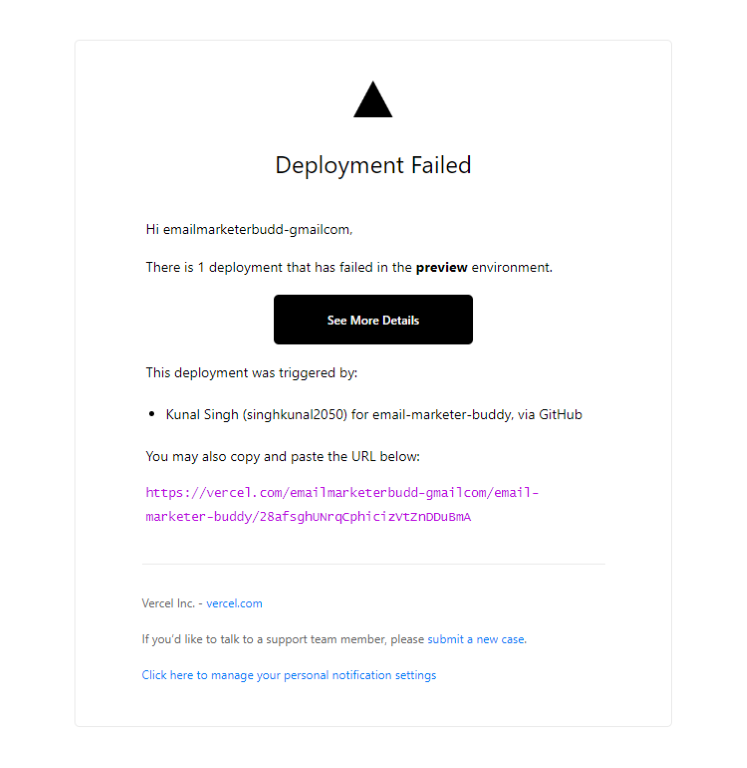 Deployment Failed
Hi emailmarketerbudd-gmailcom,
There is 1 deployment that has failed in the preview environment.
See More Details
This deployment was triggered by:
• Kunal Singh (singhkunal2050) for email-marketer-buddy, via GitHub
You may also copy and paste the URL below:
https://vercel.com/emailmarketerbudd-gmailcom/email-
marketer-buddy/28afsghUNrqCphicizVtZnDDuBmA
Vercel Inc. - vercel.com
If you'd like to talk to a support team member, please submit a new case.
Click here to manage your personal notification settings